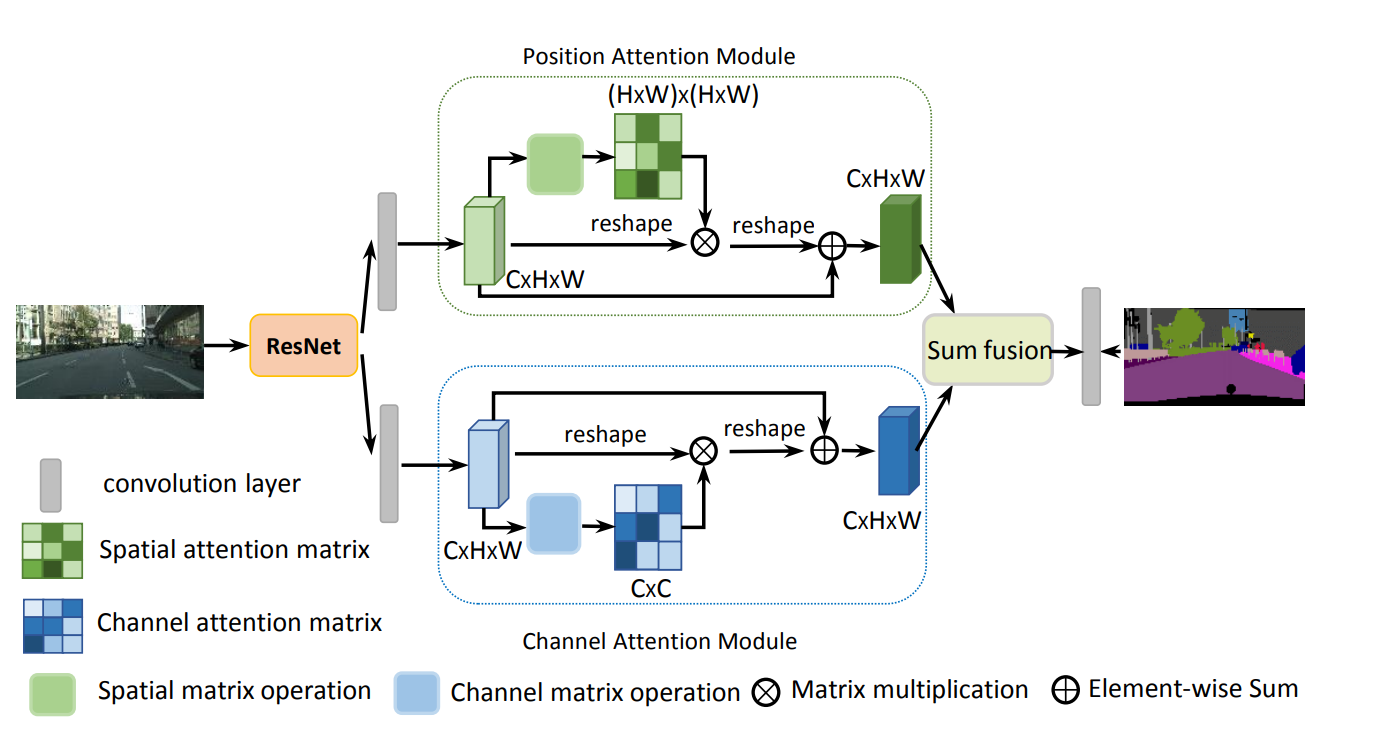 Position Attention Module
(HxW)x(HxW)
CxHxW
reshape
reshape
CxHxW
ResNet
Sum fusion
reshape
reshape
CxHxW
CxHxW
CxC
Channel Attention Module
convolution layer
Spatial attention matrix
Channel attention matrix
Spatial matrix operation
Channel matrix operation
Matrix multiplication
Element-wise Sum